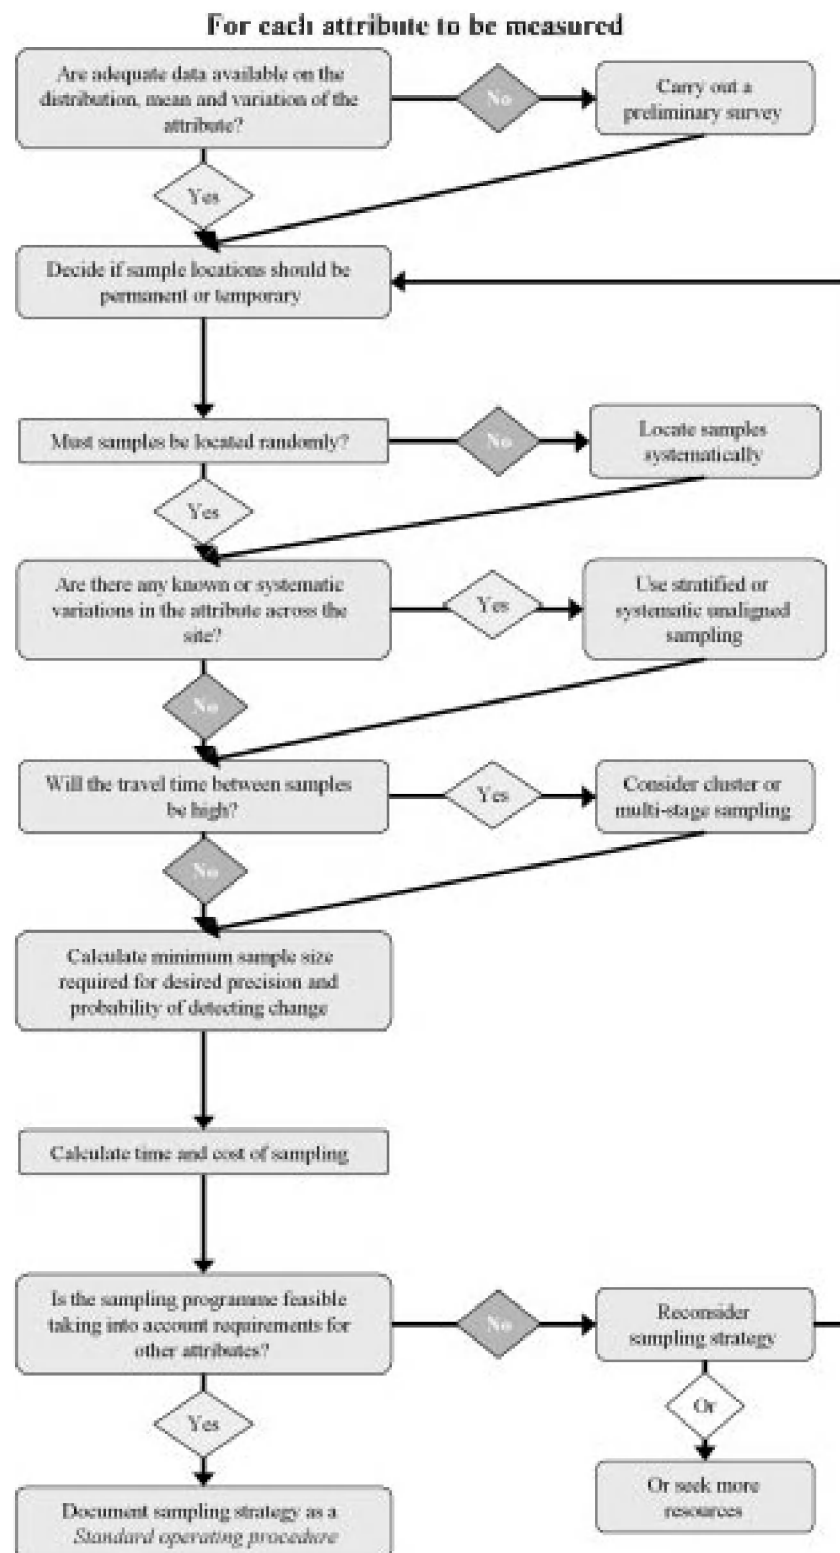 For each attribute to be measured
Are adequate data available on the
distribution, mean and variation of the
attribute?
No
Carry out a
preliminary survey
Yes
Decide if sample locations should be
permanent or temporary
Must samples be located randomly?
No
Locate samples
systematically
Yes
Are there any known or systematic
variations in the attribute across the
site?
Yes
Use stratified or
systematic unaligned
sampling
No
Will the travel time between samples
be high?
Yes
Consider cluster or
multi-stage sampling
No
Calculate minimum sample size
required for desired precision and
probability of detecting change
Calculate time and cost of sampling
Is the sampling programme feasible
taking into account requirements for
other attributes?
No
Reconsider
sampling strategy
Yes
Or
Or seek more
resources
Document sampling strategy as a
Standard operating procedure